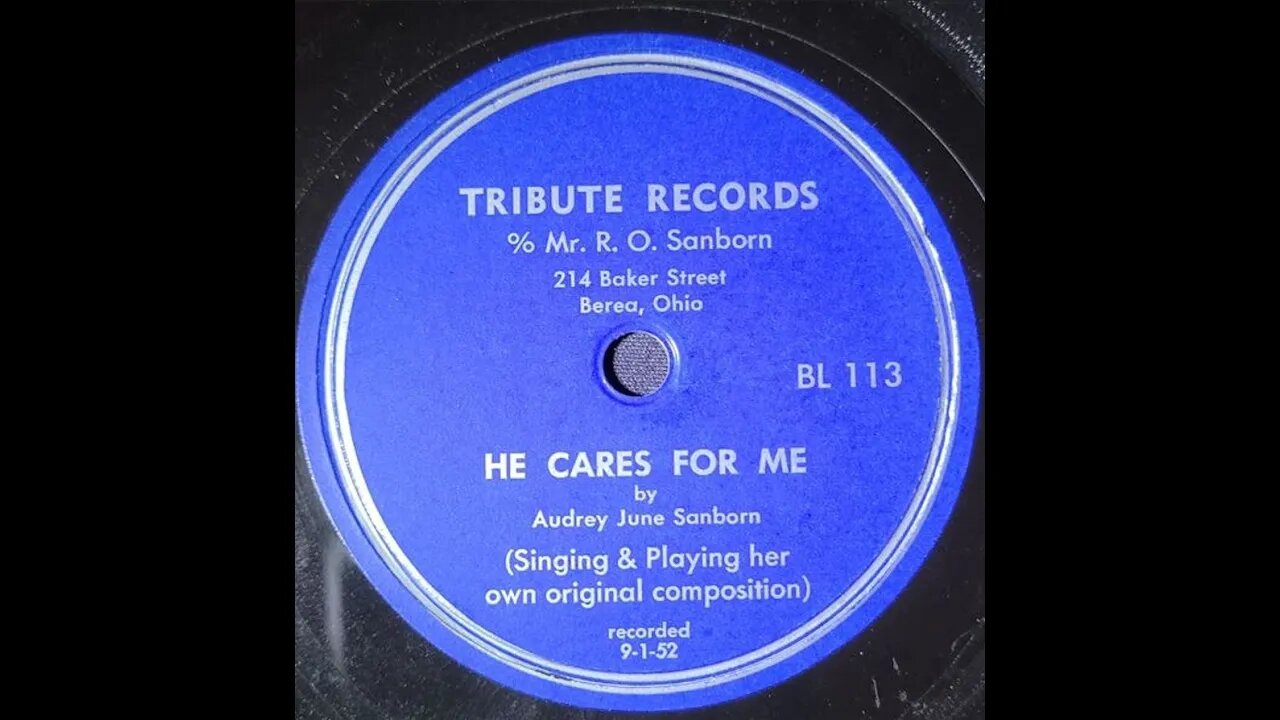 TRIBUTE RECORDS
% Mr. R. O. Sanborn
214 Baker Street
Berea, Ohio
BL 113
HE CARES FOR ME
by
Audrey June Sanborn
(Singing & Playing her
own original composition)
recorded
9-1-52